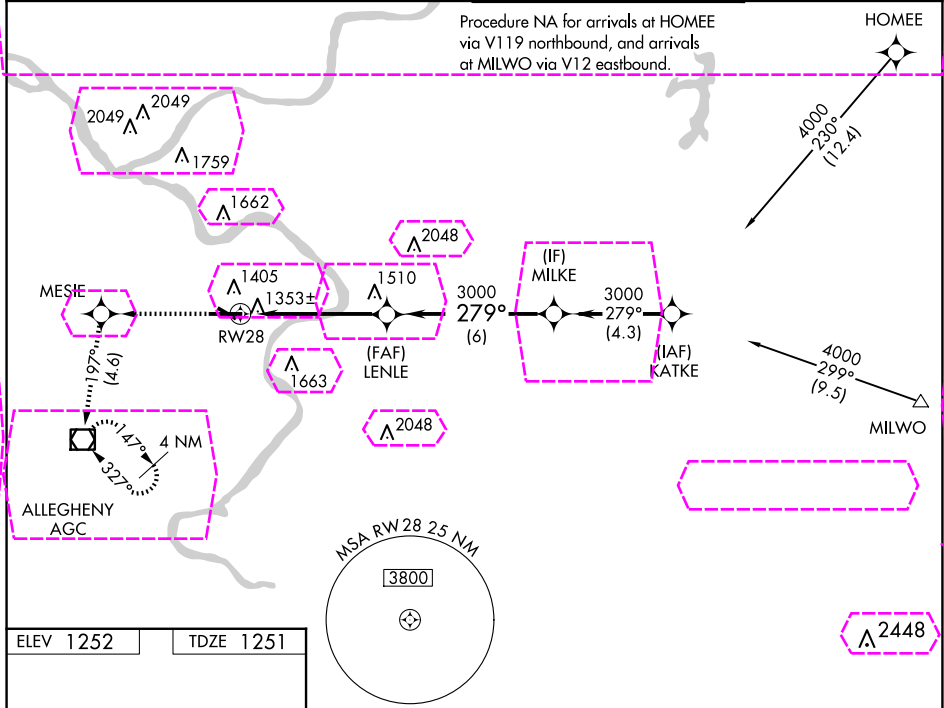 Procedure NA for arrivals at HOMEE
via V119 northbound, and arrivals
at MILWO via V12 eastbound.
HOMEE
4000
230°
(12.4)
2049
2049
1759
1662
2048
(IF)
MILKE
1405
1510
1353±
MESIE
RW28
3000
279°
(6)
3000
279°
(4.3)
(FAF)
LENLE
(IAF)
KATKE
197°
(4.6)
1663
4000
299°
(9.5)
MILWO
2048
147°
4 NM
327°
ALLEGHENY
AGC
MSA RW28 25 NM
3800
2448
ELEV 1252
TDZE 1251